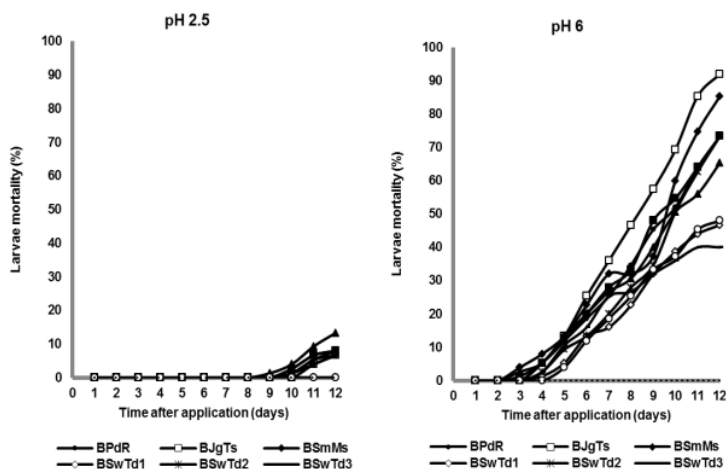 pH 2.5
100
90
80
70
60
50
40
30
20
10
0
Larvae mortality (%)
0 1 2 3 4 5 6 7 8 9 10 11 12
Time after application (days)
BPdR BJgTs BSmMs
BSwTd1 BSwTd2 BSwTd3
pH 6
100
90
80
70
60
50
40
30
20
10
0
Larvae mortality (%)
0 1 2 3 4 5 6 7 8 9 10 11 12
Time after application (days)
BPdR BJgTs BSmMs
BSwTd1 BSwTd2 BSwTd3